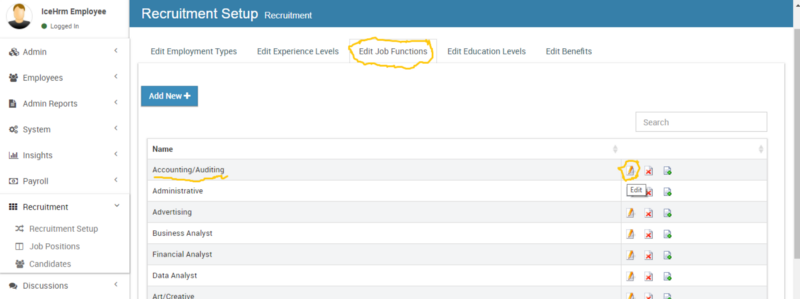 IceHrm Employee
Logged In
Admin
Employees
Admin Reports
System
Insights
Payroll
Recruitment
Recruitment Setup
Job Positions
Candidates
Discussions
Recruitment Setup Recruitment
Edit Employment Types Edit Experience Levels Edit Job Functions Edit Education Levels Edit Benefits
Add New +
Search
Name
Accounting/Auditing
Edit
Administrative
Advertising
Business Analyst
Financial Analyst
Data Analyst
Art/Creative